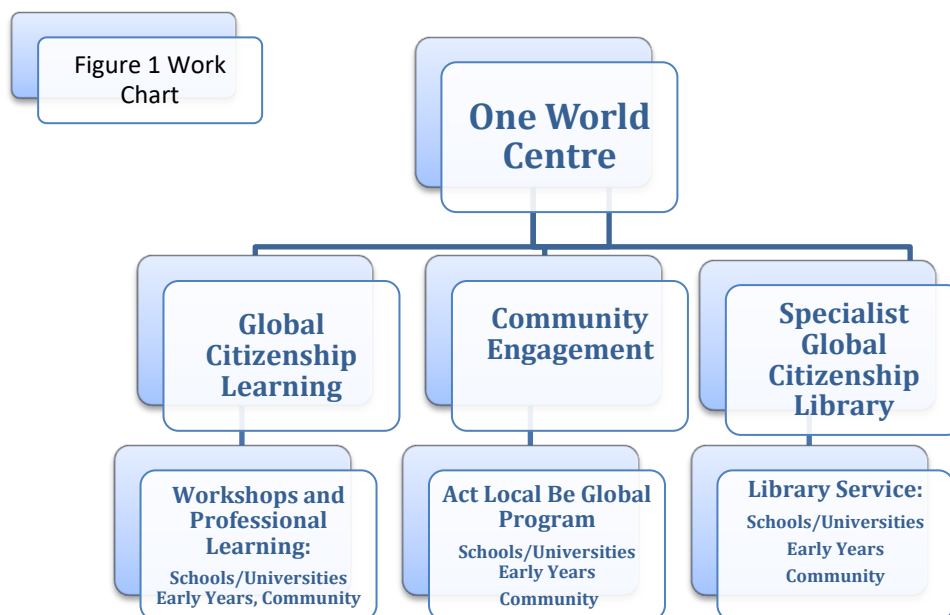 Figure 1 Work
Chart
One World
Centre
Global
Citizenship
Learning
Community
Engagement
Specialist
Global
Citizenship
Library
Workshops and
Professional
Learning:
Schools/Universities
Early Years, Community
Act Local Be Global
Program
Schools/Universities
Early Years
Community
Library Service:
Schools/Universities
Early Years
Community